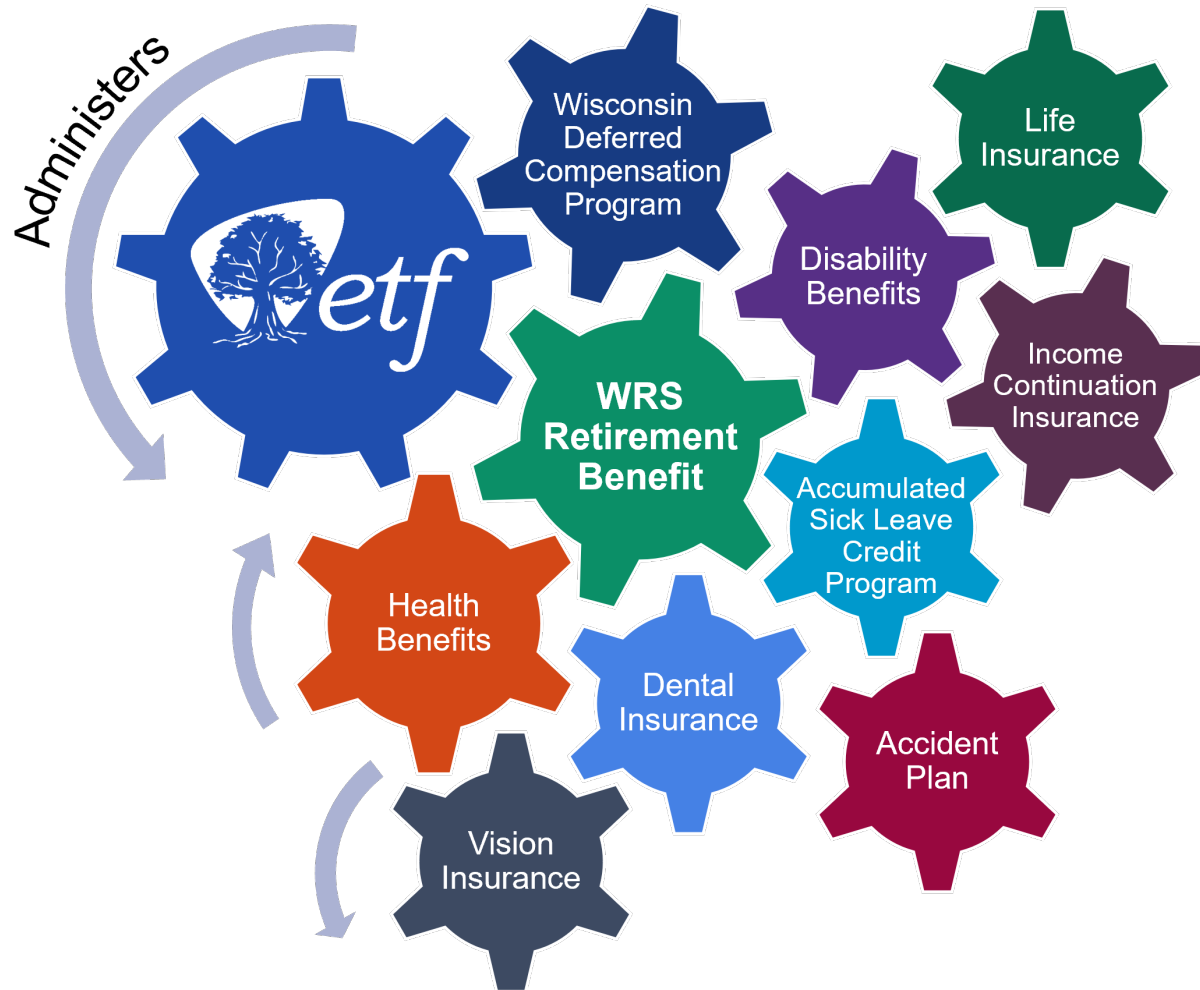 Administers
etf
Wisconsin
Deferred
Compensation
Program
Life
Insurance
Disability
Benefits
Income
Continuation
Insurance
WRS
Retirement
Benefit
Accumulated
Sick Leave
Credit
Program
Health
Benefits
Dental
Insurance
Accident
Plan
Vision
Insurance